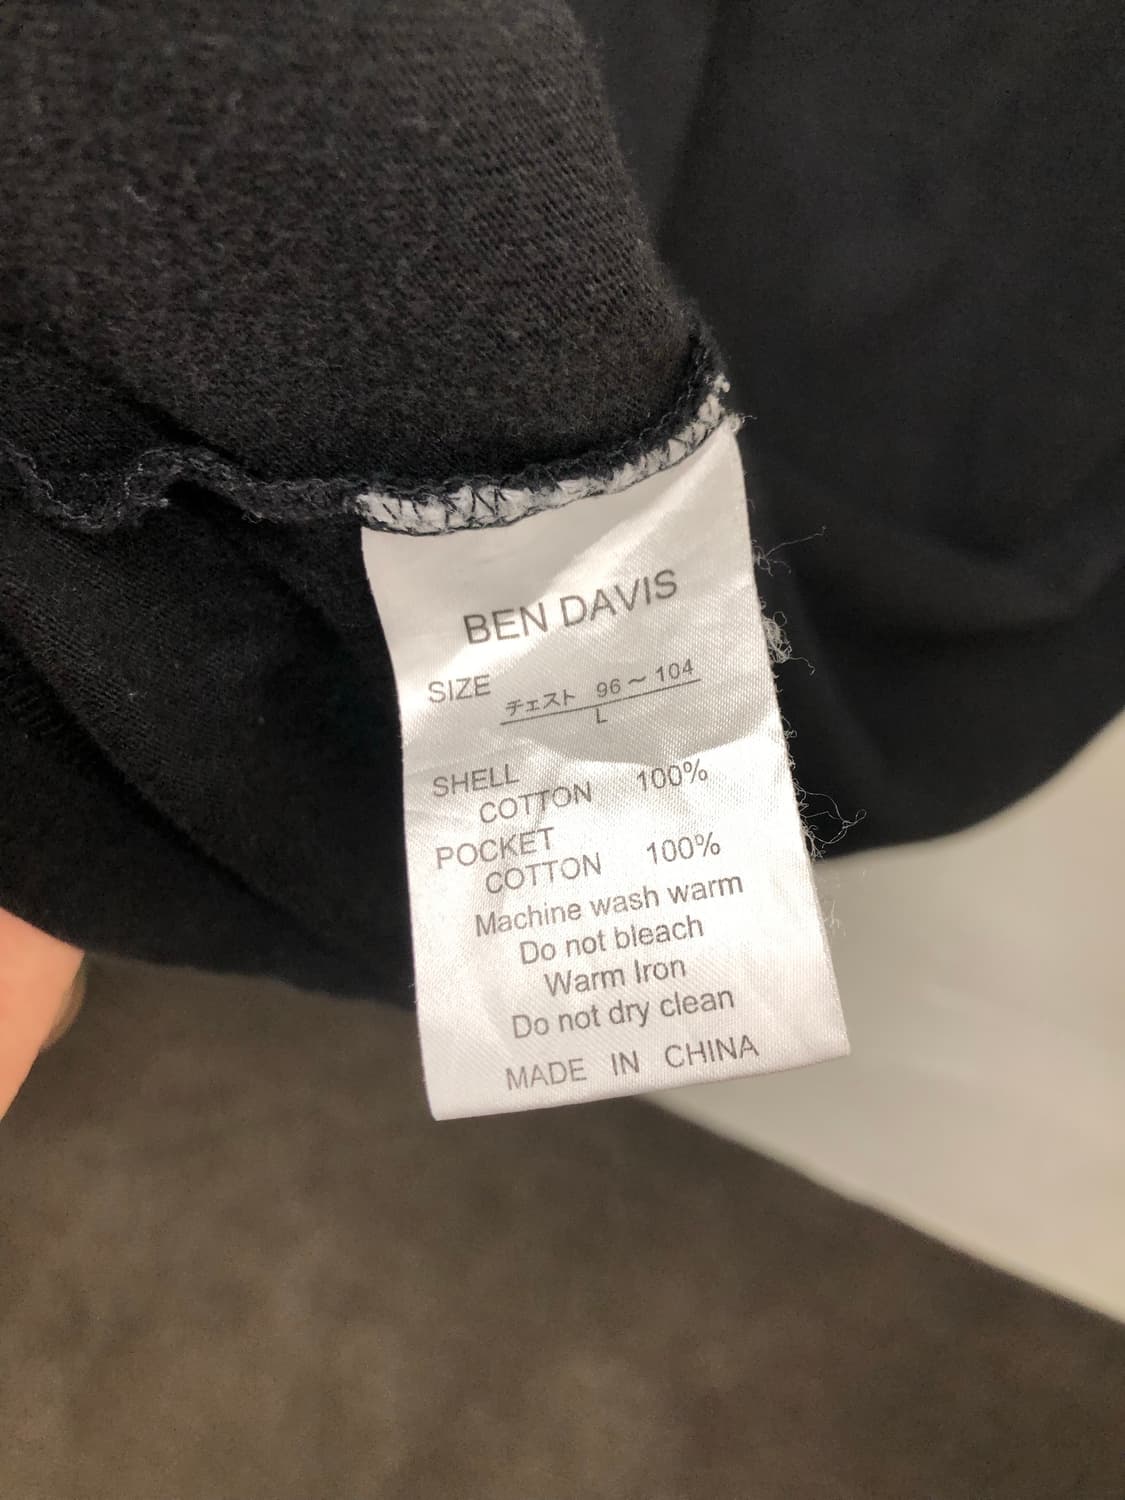 BEN DAVIS
SIZE チェスト 96～104
L
SHELL
COTTON 100%
POCKET
COTTON 100%
Machine wash warm
Do not bleach
Warm Iron
Do not dry clean
MADE IN CHINA